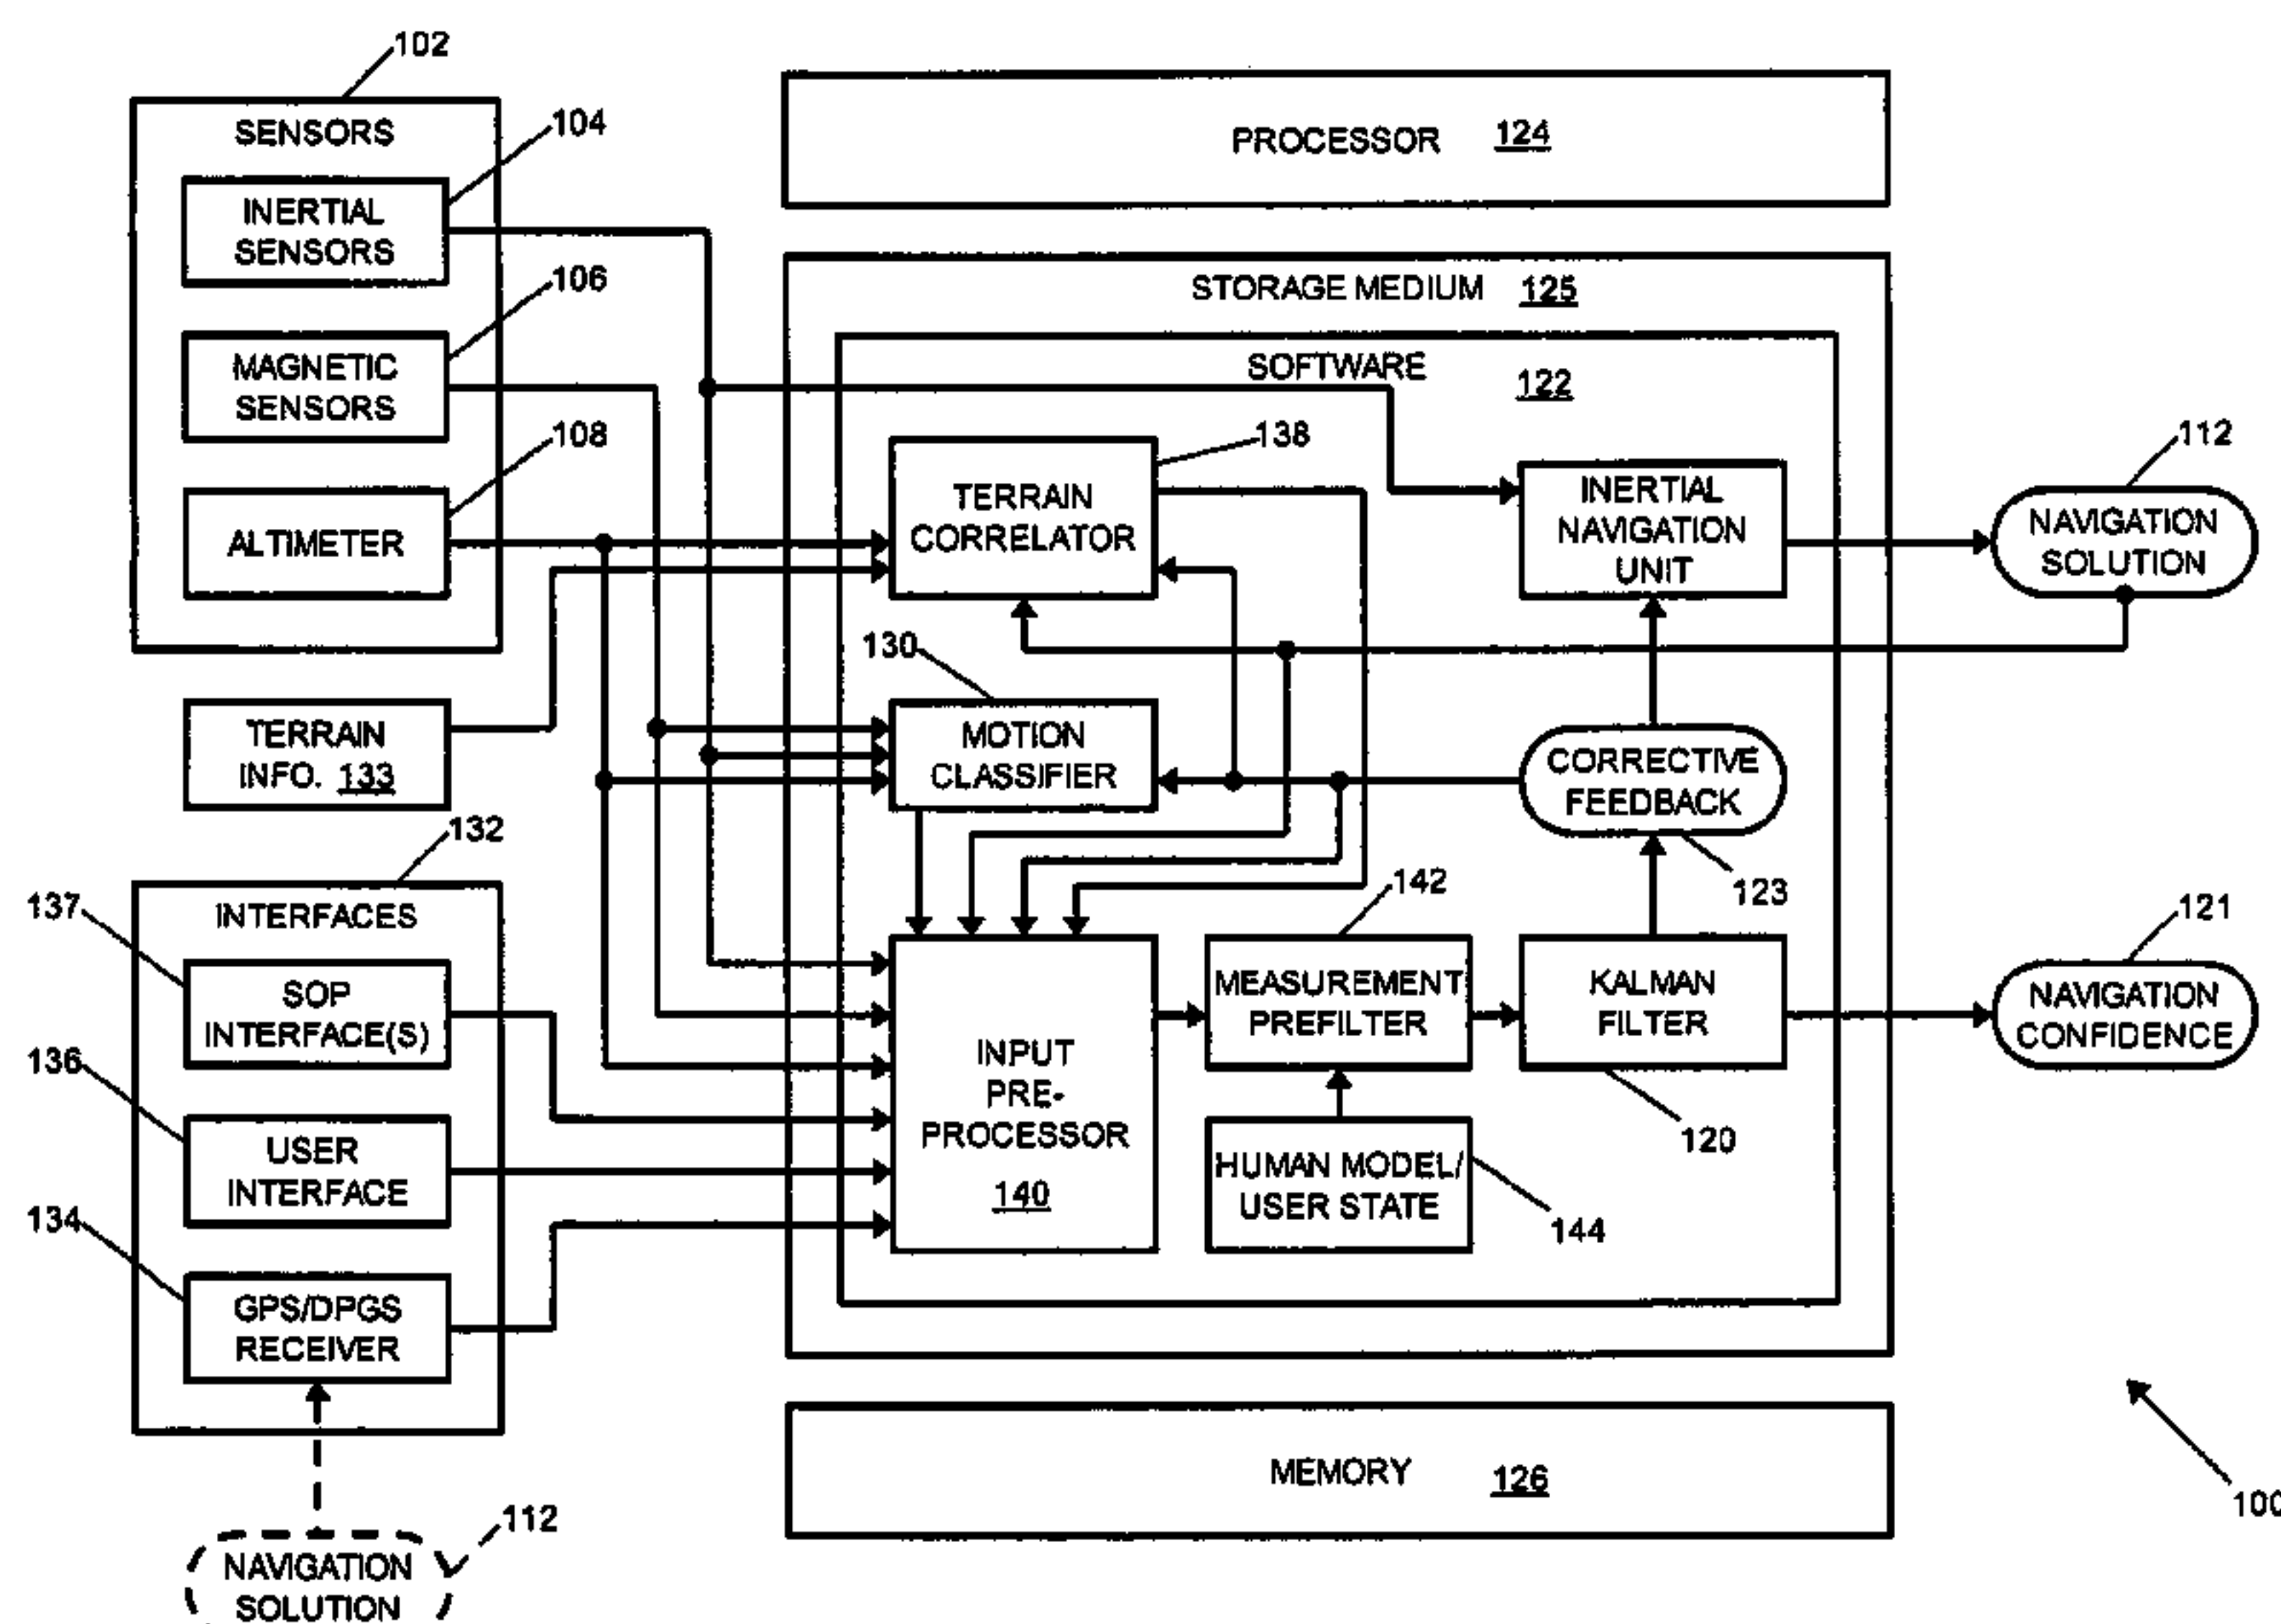 102
SENSORS
104
INERTIAL
SENSORS
106
MAGNETIC
SENSORS
108
ALTIMETER
TERRAIN
INFO. 133
132
INTERFACES
137
SOP
INTERFACE(S)
136
USER
INTERFACE
134
GPS/DPGS
RECEIVER
112
NAVIGATION
SOLUTION
PROCESSOR 124
STORAGE MEDIUM 125
SOFTWARE
122
138
TERRAIN
CORRELATOR
INERTIAL
NAVIGATION
UNIT
112
NAVIGATION
SOLUTION
130
MOTION
CLASSIFIER
CORRECTIVE
FEEDBACK
123
142
INPUT
PRE-
PROCESSOR
140
MEASUREMENT
PREFILTER
KALMAN
FILTER
120
121
NAVIGATION
CONFIDENCE
HUMAN MODEL/
USER STATE
144
MEMORY 126
100